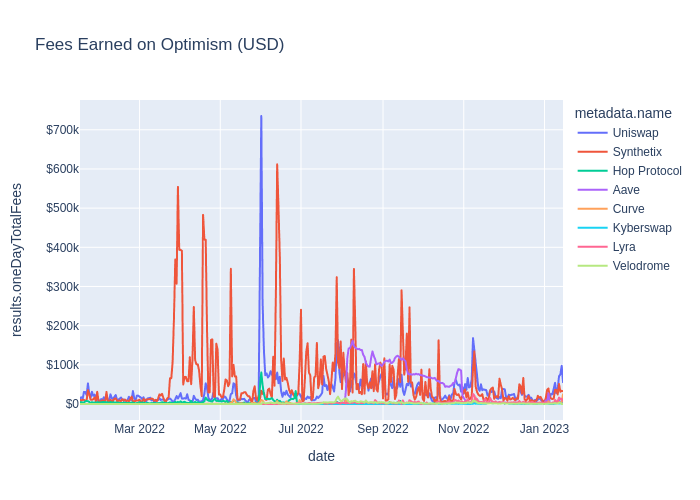 Fees Earned on Optimism (USD)
metadata.name
Uniswap
Synthetix
Hop Protocol
Aave
Curve
Kyberswap
Lyra
Velodrome
results.oneDayTotalFees
$700k
$600k
$500k
$400k
$300k
$200k
$100k
$0
Mar 2022
May 2022
Jul 2022
Sep 2022
Nov 2022
Jan 2023
date